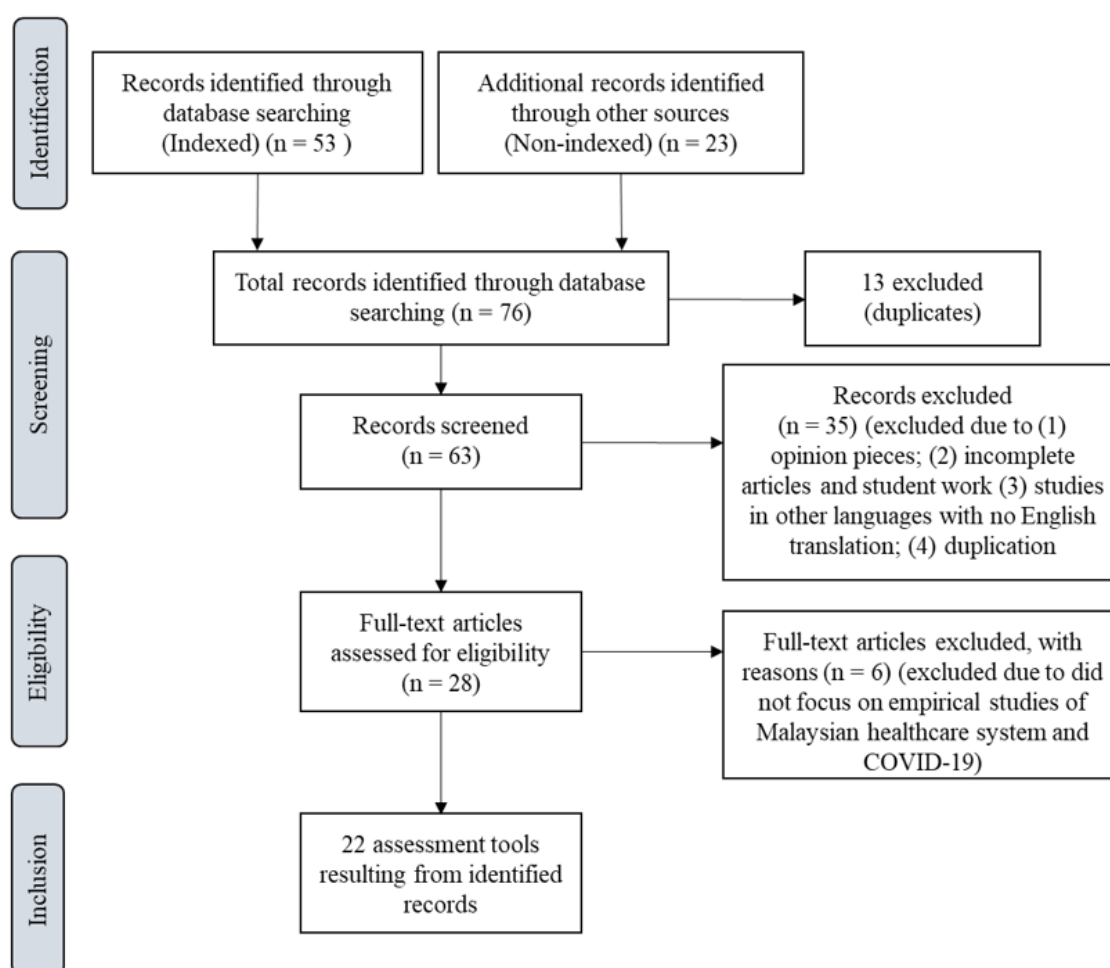 Identification
Records identified through
database searching
(Indexed) (n = 53 )
Additional records identified
through other sources
(Non-indexed) (n = 23)
Screening
Total records identified through database
searching (n = 76)
13 excluded
(duplicates)
Records screened
(n = 63)
Records excluded
(n = 35) (excluded due to (1)
opinion pieces; (2) incomplete
articles and student work (3) studies
in other languages with no English
translation; (4) duplication
Eligibility
Full-text articles
assessed for eligibility
(n = 28)
Full-text articles excluded, with
reasons (n = 6) (excluded due to did
not focus on empirical studies of
Malaysian healthcare system and
COVID-19)
Inclusion
22 assessment tools
resulting from identified
records